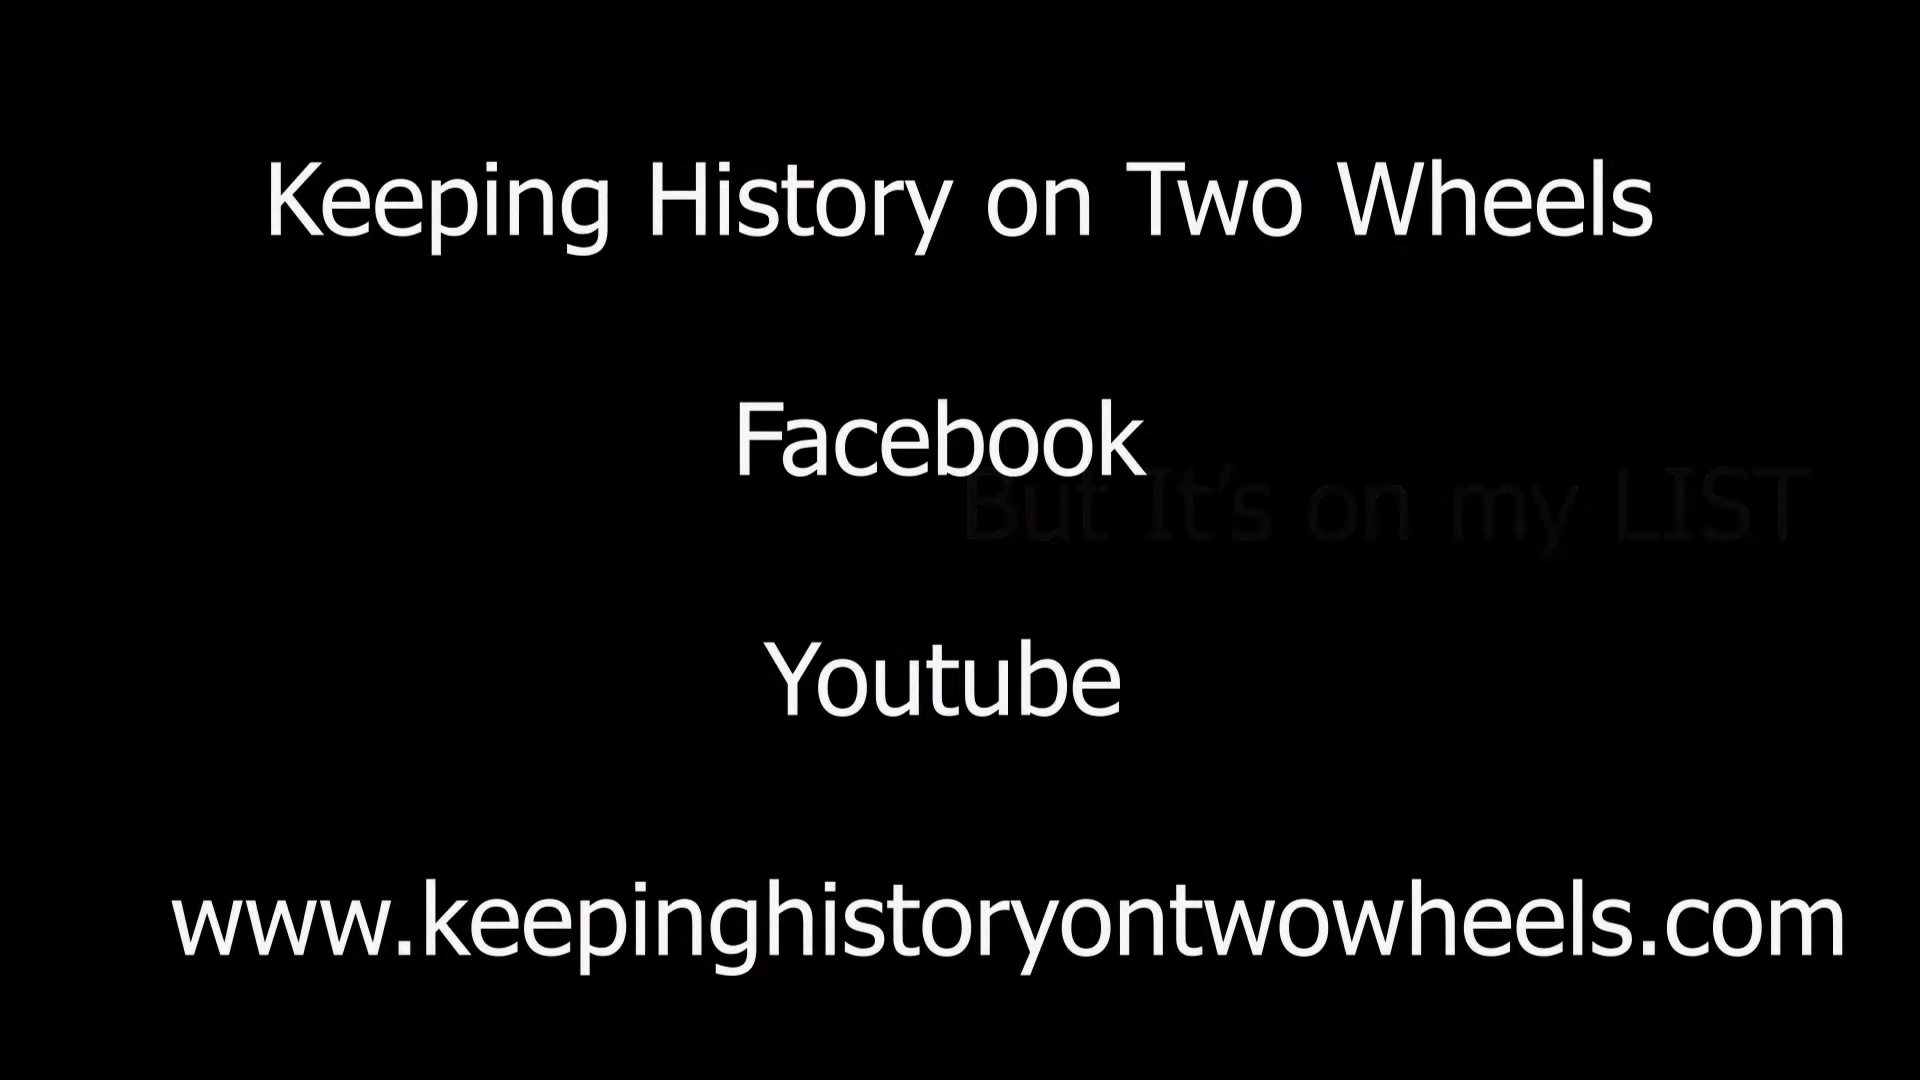 Keeping History on Two Wheels
Facebook
But It's on my LIST
Youtube
www.keepinghistoryontwowheels.com